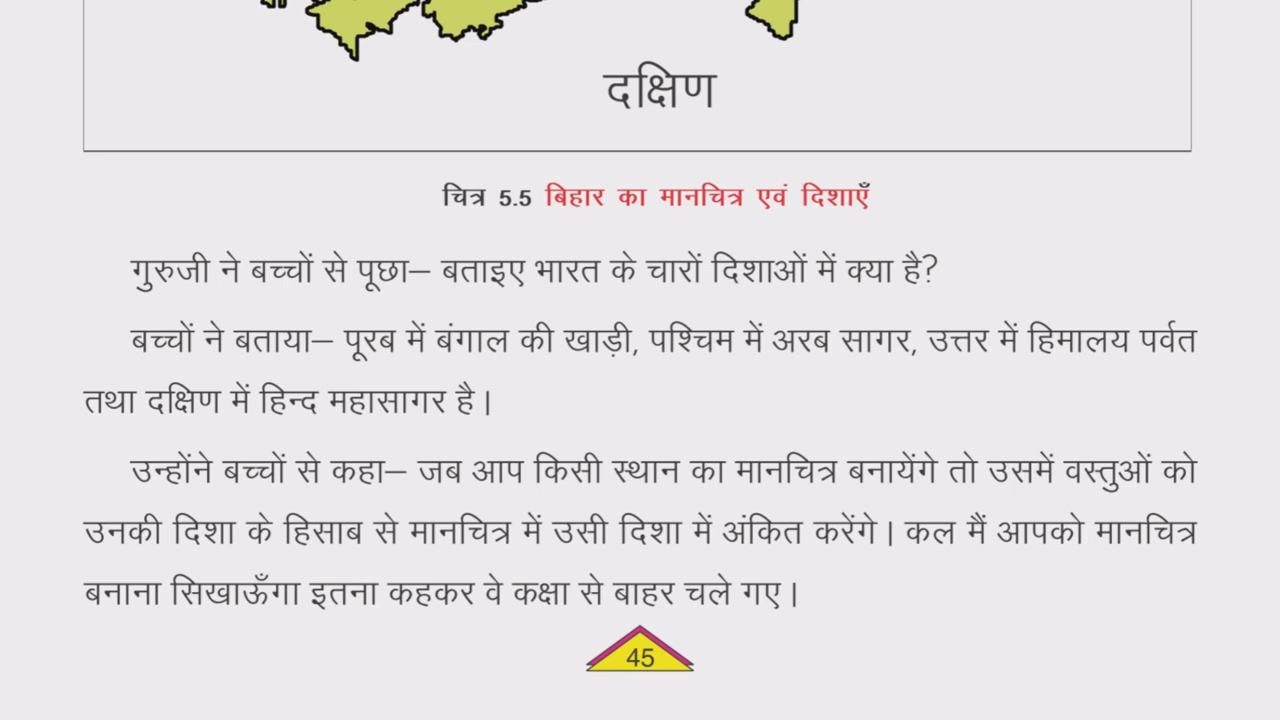 दक्षिण
चित्र 5.5 बिहार का मानचित्र एवं दिशाएँ
गुरुजी ने बच्चों से पूछा— बताइए भारत के चारों दिशाओं में क्या है?
बच्चों ने बताया— पूरब में बंगाल की खाड़ी, पश्चिम में अरब सागर, उत्तर में हिमालय पर्वत
तथा दक्षिण में हिन्द महासागर है।
उन्होंने बच्चों से कहा— जब आप किसी स्थान का मानचित्र बनायेंगे तो उसमें वस्तुओं को
उनकी दिशा के हिसाब से मानचित्र में उसी दिशा में अंकित करेंगे। कल मैं आपको मानचित्र
बनाना सिखाऊँगा इतना कहकर वे कक्षा से बाहर चले गए।
45